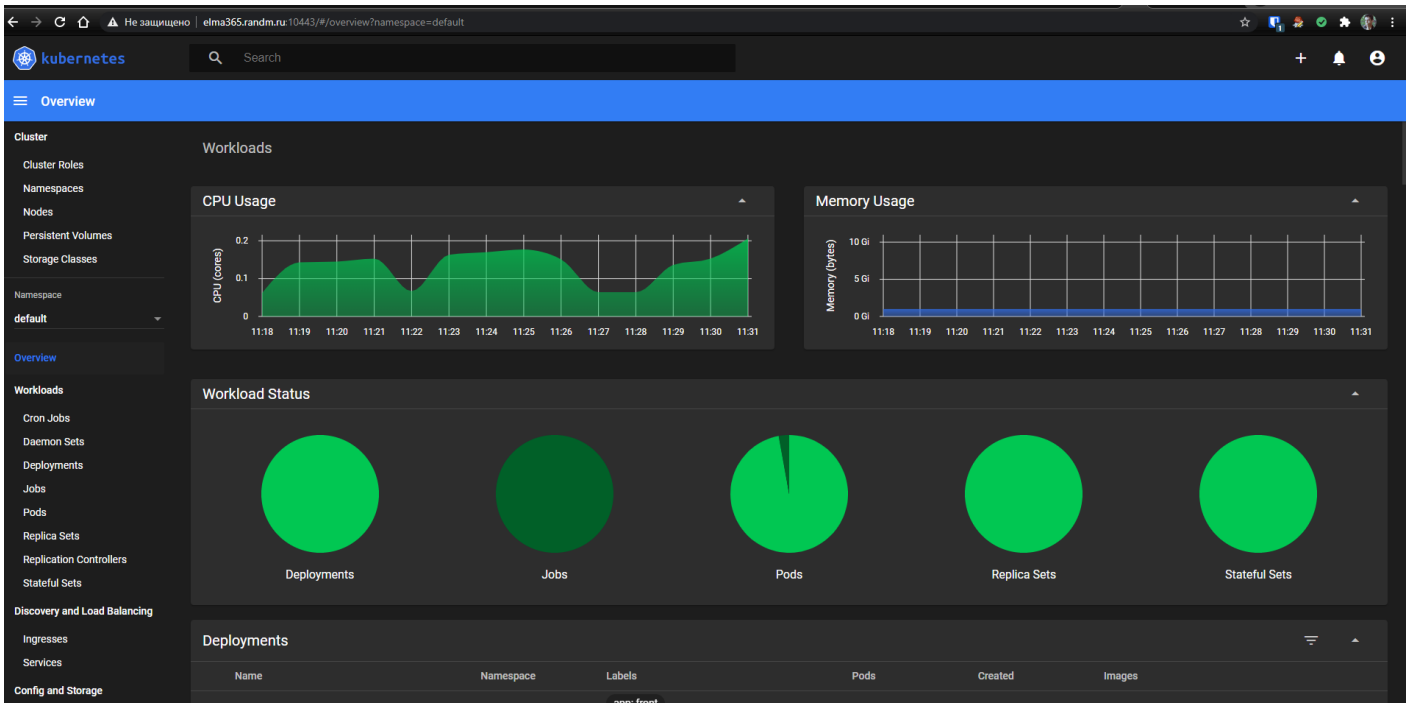 Не защищено elma365.randm.ru:10443/#/overview?namespace=default
1
kubernetes
Search
Overview
Cluster
Cluster Roles
Namespaces
Nodes
Persistent Volumes
Storage Classes
Namespace
default
Overview
Workloads
Cron Jobs
Daemon Sets
Deployments
Jobs
Pods
Replica Sets
Replication Controllers
Stateful Sets
Discovery and Load Balancing
Ingresses
Services
Config and Storage
Workloads
CPU Usage
CPU (cores)
0.2
0.1
0
11:18 11:19 11:20 11:21 11:22 11:23 11:24 11:25 11:26 11:27 11:28 11:29 11:30 11:31
Memory Usage
Memory (bytes)
10 Gi
5 Gi
0 Gi
11:18 11:19 11:20 11:21 11:22 11:23 11:24 11:25 11:26 11:27 11:28 11:29 11:30 11:31
Workload Status
Deployments Jobs Pods Replica Sets Stateful Sets
Deployments
Name Namespace Labels Pods Created Images
app: front